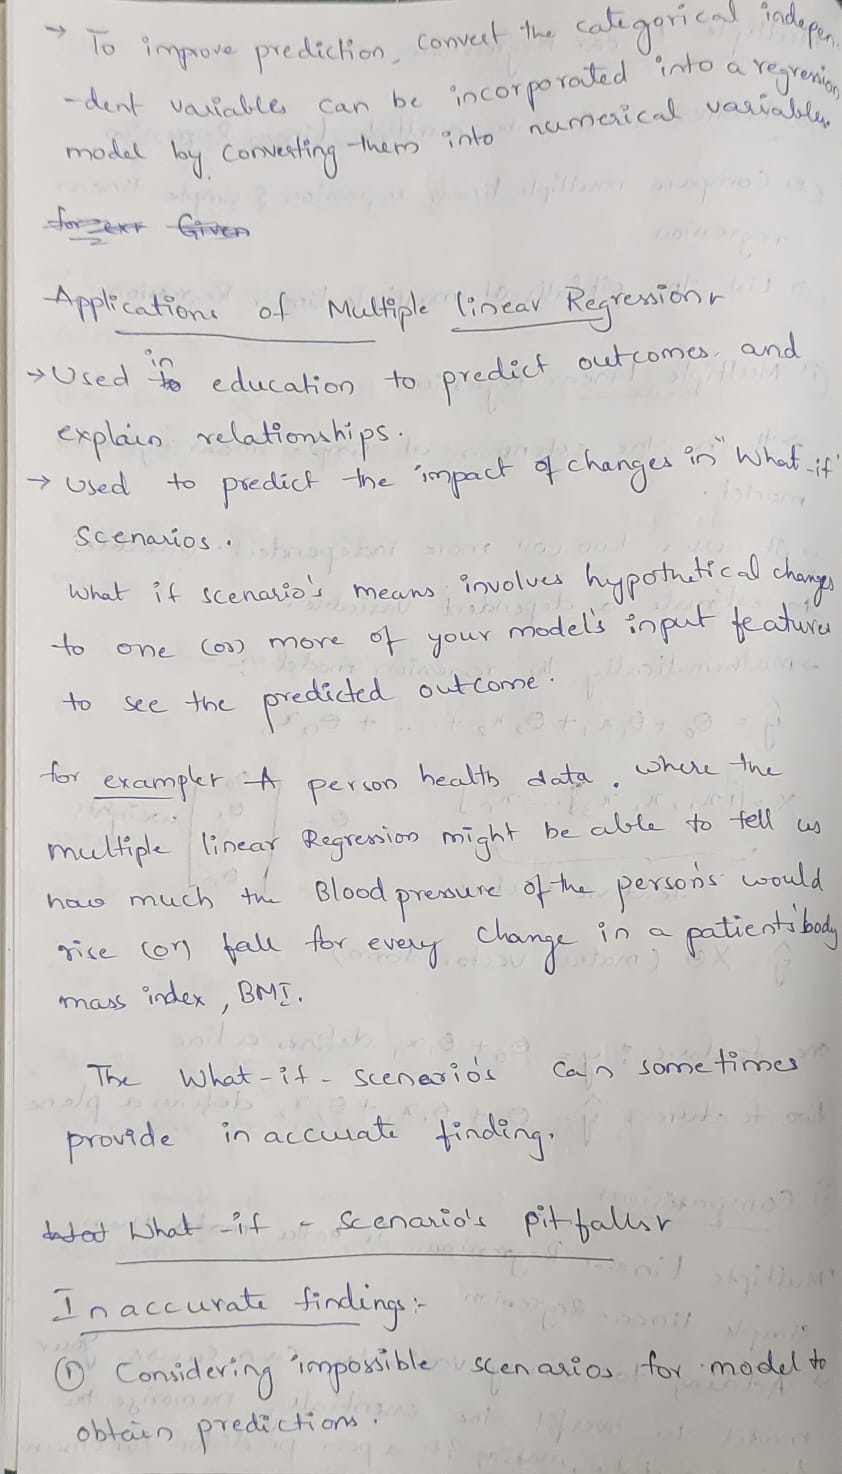 → To improve prediction, convert the categorical indepen
-dent variables can be incorporated into a regression
model by converting them into numerical variables.
for ext Given
Applications of Multiple linear Regression:-
→ Used in to education to predict outcomes and
explain relationships.
→ Used to predict the impact of changes in "What-if"
Scenarios.
What if scenario's means involves hypothetical changes
to one (or) more of your model's input features
to see the predicted outcome.
for example:- A person health data, where the
multiple linear Regression might be able to tell us
how much the Blood pressure of the person's would
rise (or) fall for every change in a patient's body
mass index, BMI.
The What-if- scenario's can sometimes
provide inaccurate finding.
What-if - Scenario's pitfalls:-
Inaccurate findings:-
① Considering impossible scenarios for model to
obtain predictions.